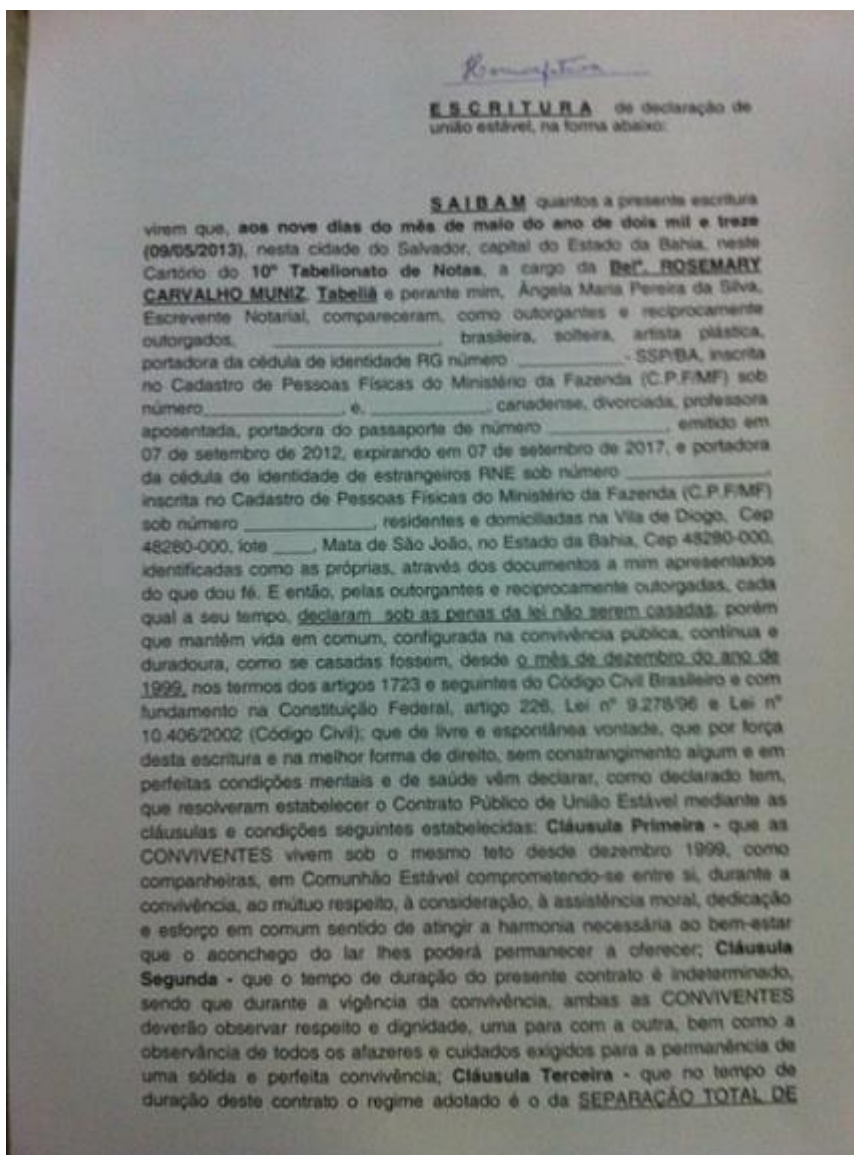 E S C R I T U R A de declaração de
união estável, na forma abaixo:
S A I B A M quantos a presente escritura
virem que, aos nove dias do mês de maio do ano de dois mil e treze
(09/05/2013), nesta cidade do Salvador, capital do Estado da Bahia, neste
Cartório do 10º Tabelionato de Notas, a cargo da Belª. ROSEMARY
CARVALHO MUNIZ, Tabeliã e perante mim, Ângela Maria Pereira da Silva,
Escrevente Notarial, compareceram, como outorgantes e reciprocamente
outorgados, ____________________, brasileira, solteira, artista plástica,
portadora da cédula de identidade RG número _____________ - SSP/BA, inscrita
no Cadastro de Pessoas Físicas do Ministério da Fazenda (C.P.F/MF) sob
número_________________, e, ______________, canadense, divorciada, professora
aposentada, portadora do passaporte de número ______________, emitido em
07 de setembro de 2012, expirando em 07 de setembro de 2017, e portadora
da cédula de identidade de estrangeiros RNE sob número _________________,
inscrita no Cadastro de Pessoas Físicas do Ministério da Fazenda (C.P.F/MF)
sob número ________________, residentes e domiciliadas na Vila de Diogo, Cep
48280-000, lote _____, Mata de São João, no Estado da Bahia, Cep 48280-000,
identificadas como as próprias, através dos documentos a mim apresentados
do que dou fé. E então, pelas outorgantes e reciprocamente outorgadas, cada
qual a seu tempo, declaram sob as penas da lei não serem casadas, porém
que mantêm vida em comum, configurada na convivência pública, contínua e
duradoura, como se casadas fossem, desde o mês de dezembro do ano de
1999, nos termos dos artigos 1723 e seguintes do Código Civil Brasileiro e com
fundamento na Constituição Federal, artigo 226, Lei nº 9.278/96 e Lei nº
10.406/2002 (Código Civil); que de livre e espontânea vontade, que por força
desta escritura e na melhor forma de direito, sem constrangimento algum e em
perfeitas condições mentais e de saúde vêm declarar, como declarado tem,
que resolveram estabelecer o Contrato Público de União Estável mediante as
cláusulas e condições seguintes estabelecidas: Cláusula Primeira - que as
CONVIVENTES vivem sob o mesmo teto desde dezembro 1999, como
companheiras, em Comunhão Estável comprometendo-se entre si, durante a
convivência, ao mútuo respeito, à consideração, à assistência moral, dedicação
e esforço em comum sentido de atingir a harmonia necessária ao bem-estar
que o aconchego do lar lhes poderá permanecer a oferecer; Cláusula
Segunda - que o tempo de duração do presente contrato é indeterminado,
sendo que durante a vigência da convivência, ambas as CONVIVENTES
deverão observar respeito e dignidade, uma para com a outra, bem como a
observância de todos os afazeres e cuidados exigidos para a permanência de
uma sólida e perfeita convivência; Cláusula Terceira - que no tempo de
duração deste contrato o regime adotado é o da SEPARAÇÃO TOTAL DE